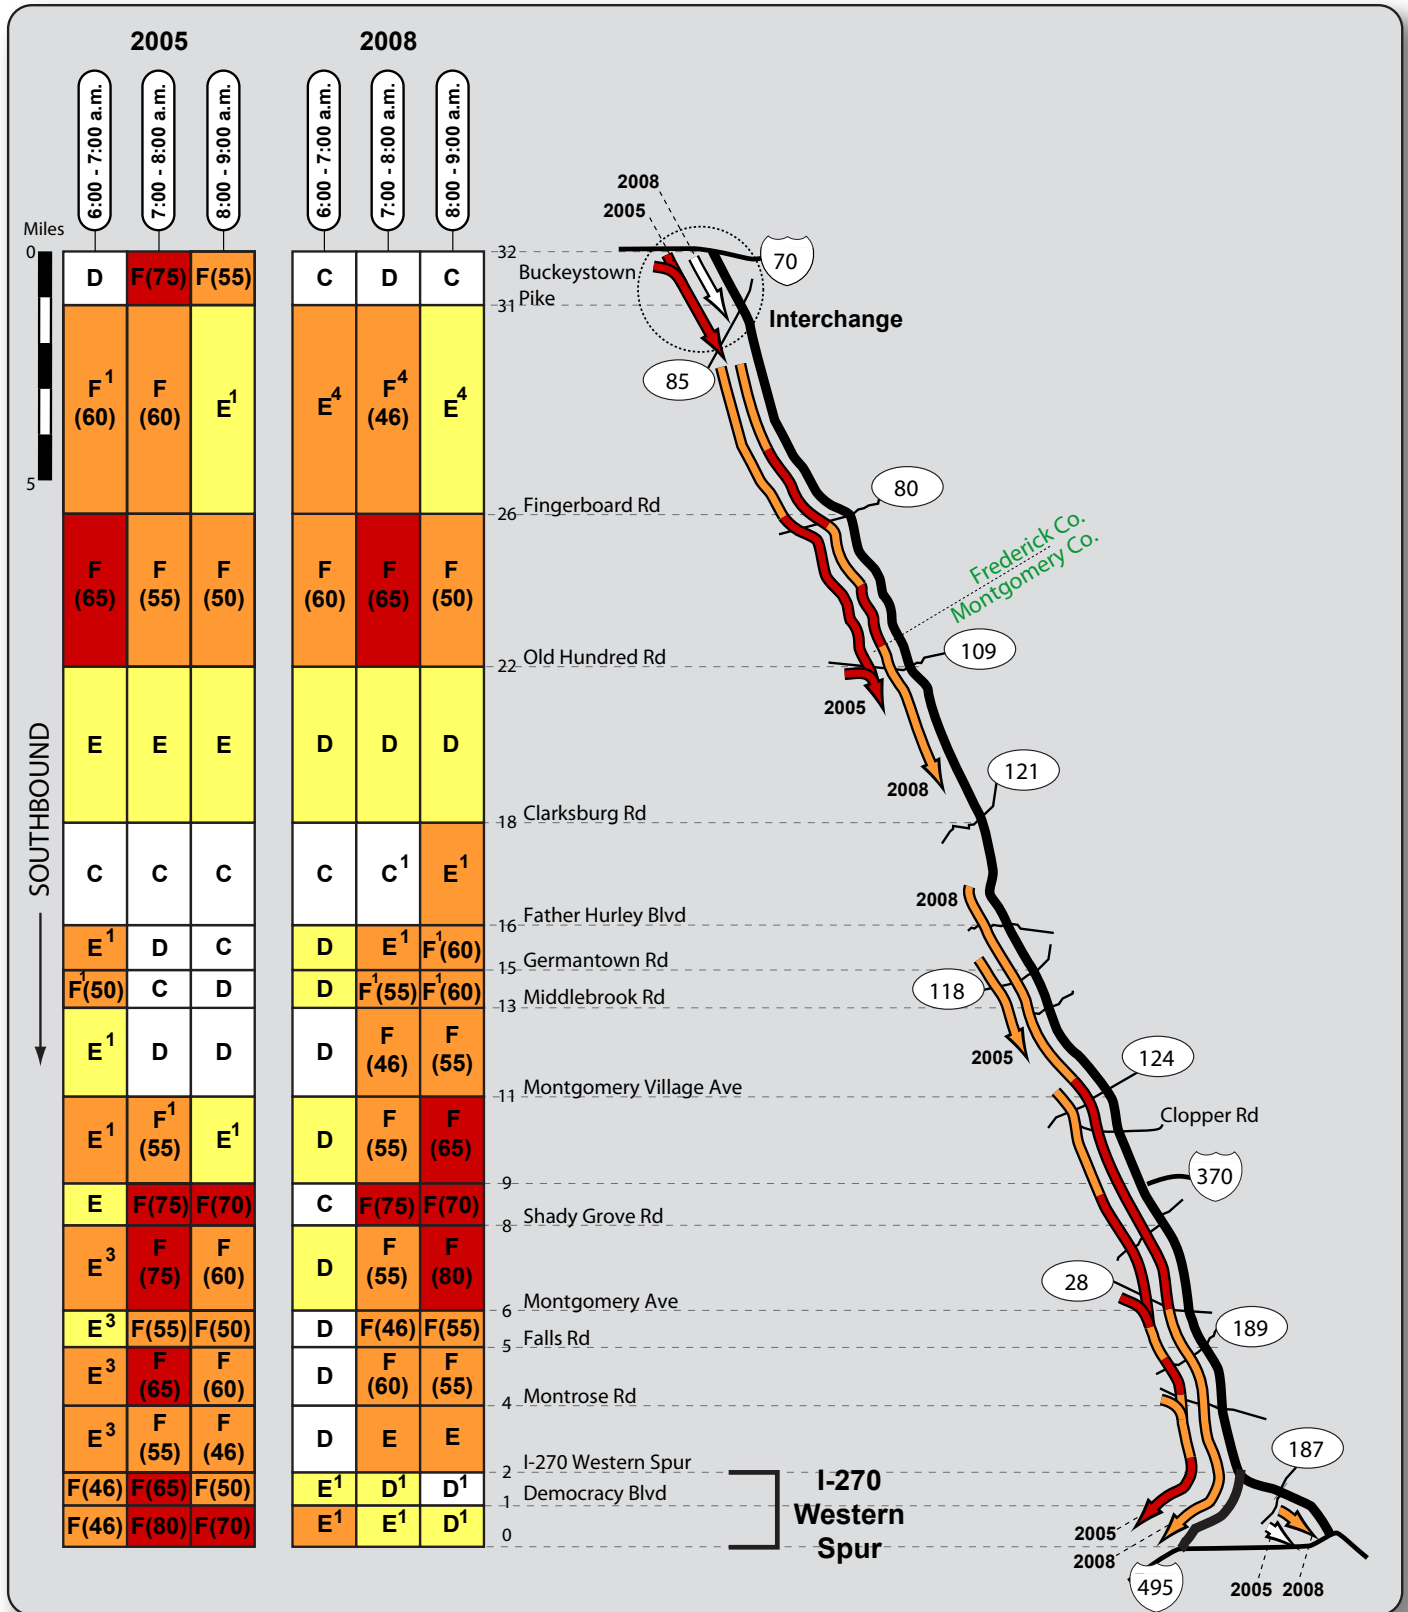 2005 2008
6:00 - 7:00 a.m. 7:00 - 8:00 a.m. 8:00 - 9:00 a.m. 6:00 - 7:00 a.m. 7:00 - 8:00 a.m. 8:00 - 9:00 a.m.
Miles
0
5
SOUTHBOUND
D F(75) F(55) C D C
F¹ (60) F (60) E¹ E⁴ F⁴ (46) E⁴
F (65) F (55) F (50) F (60) F (65) F (50)
E E E D D D
C C C C C¹ E¹
E¹ D C D E¹ F¹(60)
F¹(50) C D D F¹(55) F¹(60)
E¹ D D D F (46) F (55)
E¹ F¹ (55) E¹ D F (55) F (65)
E F(75) F(70) C F(75) F(70)
E³ F (75) F (60) D F (55) F (80)
E³ F(55) F(50) D F(46) F(55)
E³ F (65) F (60) D F (60) F (55)
E³ F (55) F (46) D E E
F(46) F(65) F(50) E¹ D¹ D¹
F(46) F(80) F(70) E¹ E¹ D¹
32
Buckeystown
Pike
31
26 Fingerboard Rd
22 Old Hundred Rd
18 Clarksburg Rd
16 Father Hurley Blvd
15 Germantown Rd
13 Middlebrook Rd
11 Montgomery Village Ave
9
8 Shady Grove Rd
6 Montgomery Ave
5 Falls Rd
4 Montrose Rd
2 I-270 Western Spur
1 Democracy Blvd
0
I-270
Western
Spur
2008
2005
70
Interchange
85
80
Frederick Co.
Montgomery Co.
109
2005
121
2008
2008
118
2005
124
Clopper Rd
370
28
189
187
2005
2008
495
2005 2008